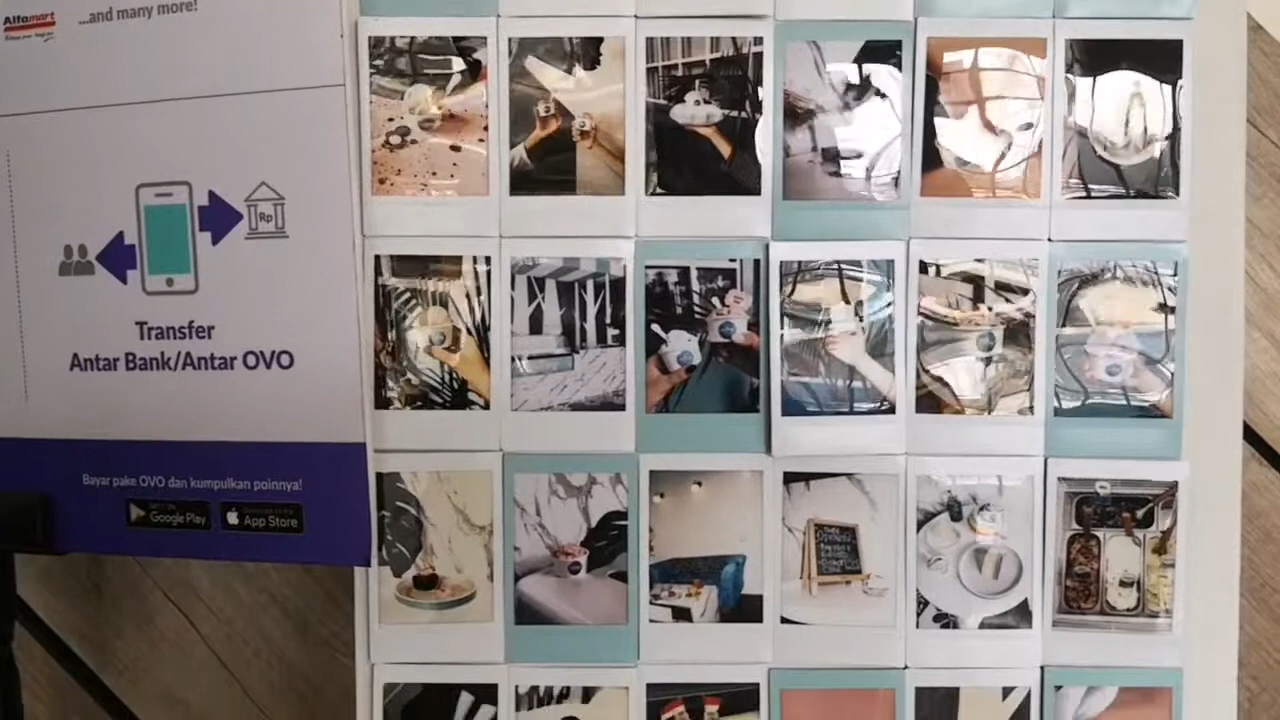 Alfamart
...and many more!
Rp
Transfer
Antar Bank/Antar OVO
Bayar pake OVO dan kumpulkan poinnya!
Google Play
App Store